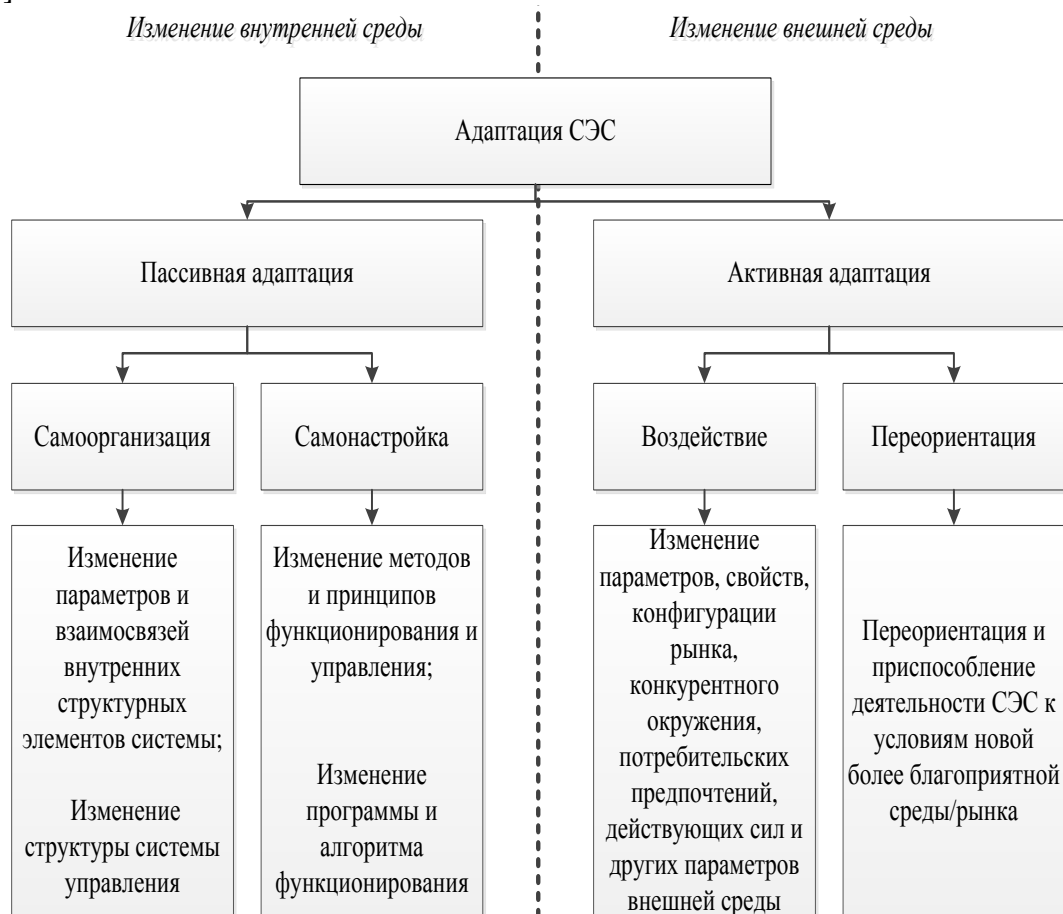 ]
Изменение внутренней среды
Изменение внешней среды
Адаптация СЭС
Пассивная адаптация
Активная адаптация
Самоорганизация
Самонастройка
Воздействие
Переориентация
Изменение
параметров и
взаимосвязей
внутренних
структурных
элементов системы;
Изменение
структуры системы
управления
Изменение методов
и принципов
функционирования и
управления;
Изменение
программы и
алгоритма
функционирования
Изменение
параметров, свойств,
конфигурации
рынка,
конкурентного
окружения,
потребительских
предпочтений,
действующих сил и
других параметров
внешней среды
Переориентация и
приспособление
деятельности СЭС к
условиям новой
более благоприятной
среды/рынка